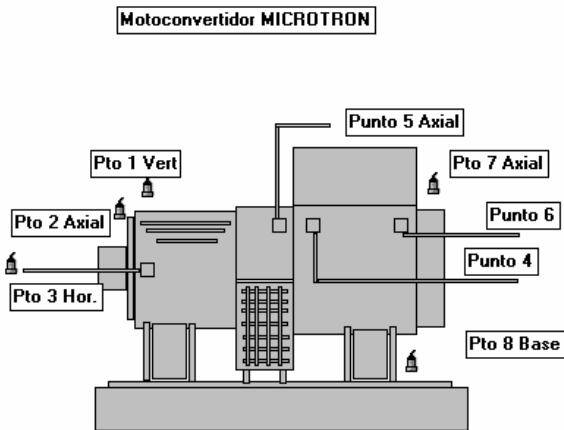 Motoconvertidor MICROTRON
Punto 5 Axial
Pto 1 Vert
Pto 7 Axial
Pto 2 Axial
Punto 6
Punto 4
Pto 3 Hor.
Pto 8 Base